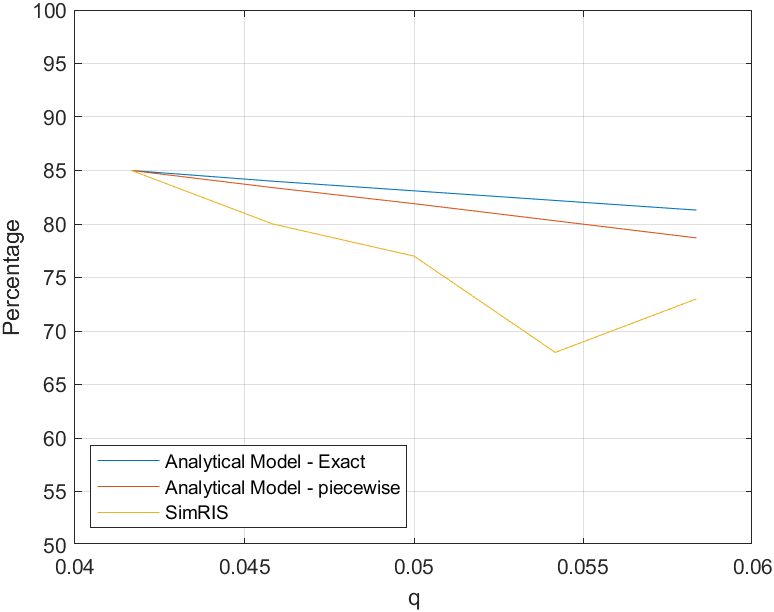 100
95
90
85
80
75
70
65
60
55
50
Percentage
Analytical Model - Exact
Analytical Model - piecewise
SimRIS
0.04 0.045 0.05 0.055 0.06
q